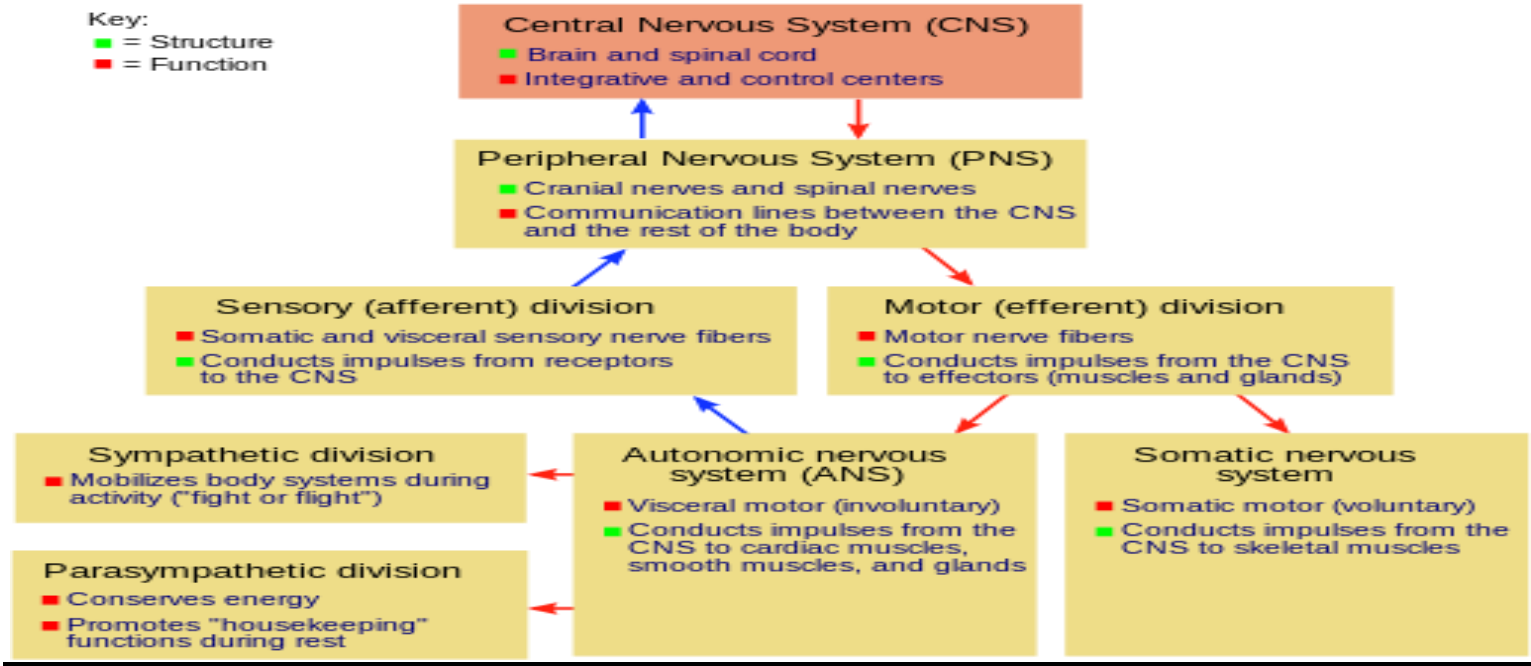 Key:
= Structure
= Function
Central Nervous System (CNS)
Brain and spinal cord
Integrative and control centers
Peripheral Nervous System (PNS)
Cranial nerves and spinal nerves
Communication lines between the CNS
and the rest of the body
Sensory (afferent) division
Somatic and visceral sensory nerve fibers
Conducts impulses from receptors
to the CNS
Motor (efferent) division
Motor nerve fibers
Conducts impulses from the CNS
to effectors (muscles and glands)
Sympathetic division
Mobilizes body systems during
activity ("fight or flight")
Parasympathetic division
Conserves energy
Promotes "housekeeping"
functions during rest
Autonomic nervous
system (ANS)
Visceral motor (involuntary)
Conducts impulses from the
CNS to cardiac muscles,
smooth muscles, and glands
Somatic nervous
system
Somatic motor (voluntary)
Conducts impulses from the
CNS to skeletal muscles